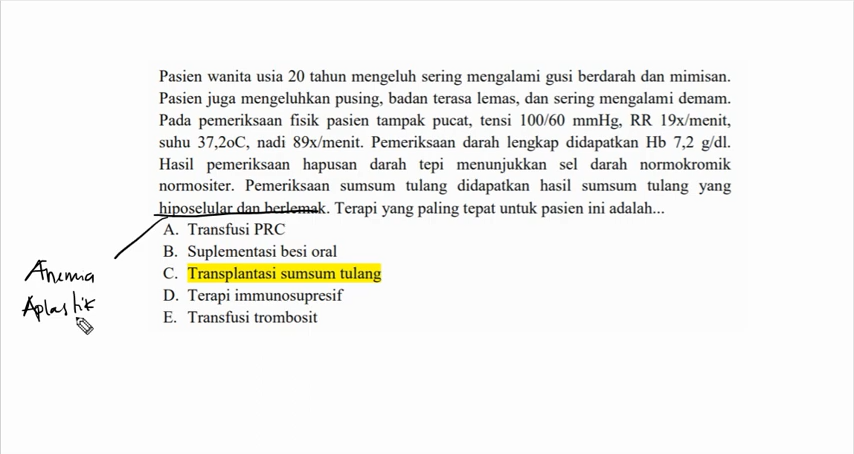 Pasien wanita usia 20 tahun mengeluh sering mengalami gusi berdarah dan mimisan.
Pasien juga mengeluhkan pusing, badan terasa lemas, dan sering mengalami demam.
Pada pemeriksaan fisik pasien tampak pucat, tensi 100/60 mmHg, RR 19x/menit,
suhu 37,2oC, nadi 89x/menit. Pemeriksaan darah lengkap didapatkan Hb 7,2 g/dl.
Hasil pemeriksaan hapusan darah tepi menunjukkan sel darah normokromik
normositer. Pemeriksaan sumsum tulang didapatkan hasil sumsum tulang yang
hiposelular dan berlemak. Terapi yang paling tepat untuk pasien ini adalah...
A. Transfusi PRC
B. Suplementasi besi oral
C. Transplantasi sumsum tulang
D. Terapi immunosupresif
E. Transfusi trombosit
Anemia
Aplastik